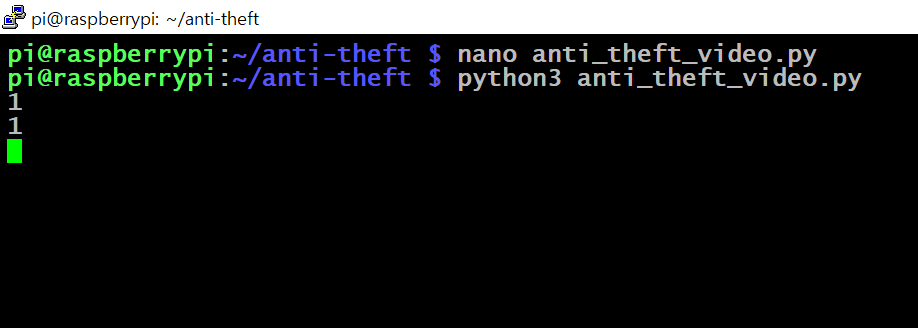 pi@raspberrypi: ~/anti-theft
pi@raspberrypi:~/anti-theft $ nano anti_theft_video.py
pi@raspberrypi:~/anti-theft $ python3 anti_theft_video.py
1
1